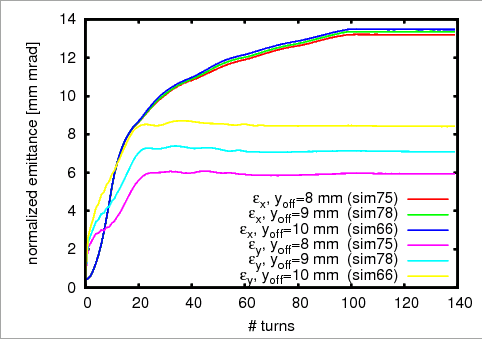 14
12
10
8
6
4
2
0
normalized emittance [mm mrad]
εx, yoff=8 mm (sim75)
εx, yoff=9 mm (sim78)
εx, yoff=10 mm (sim66)
εy, yoff=8 mm (sim75)
εy, yoff=9 mm (sim78)
εy, yoff=10 mm (sim66)
0 20 40 60 80 100 120 140
# turns